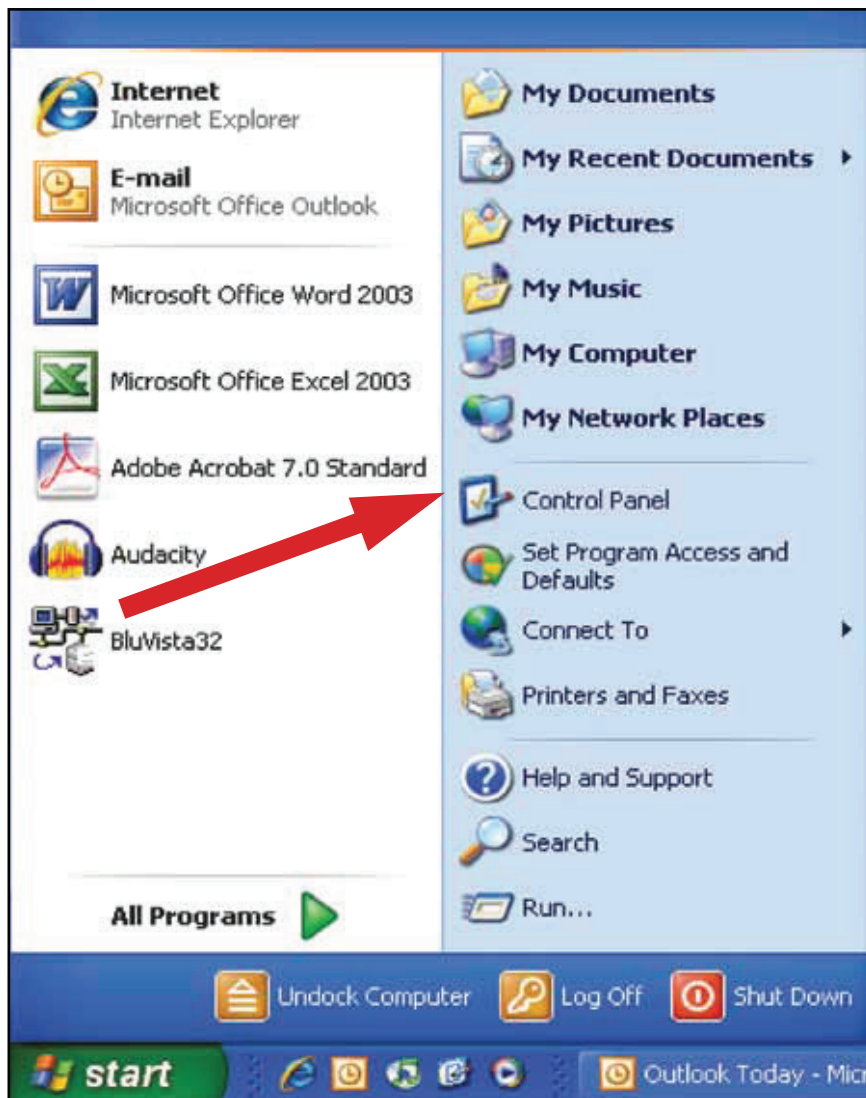 Internet
Internet Explorer
E-mail
Microsoft Office Outlook
Microsoft Office Word 2003
Microsoft Office Excel 2003
Adobe Acrobat 7.0 Standard
Audacity
BluVista32
All Programs
My Documents
My Recent Documents
My Pictures
My Music
My Computer
My Network Places
Control Panel
Set Program Access and
Defaults
Connect To
Printers and Faxes
Help and Support
Search
Run...
Undock Computer
Log Off
Shut Down
start
Outlook Today - Micr